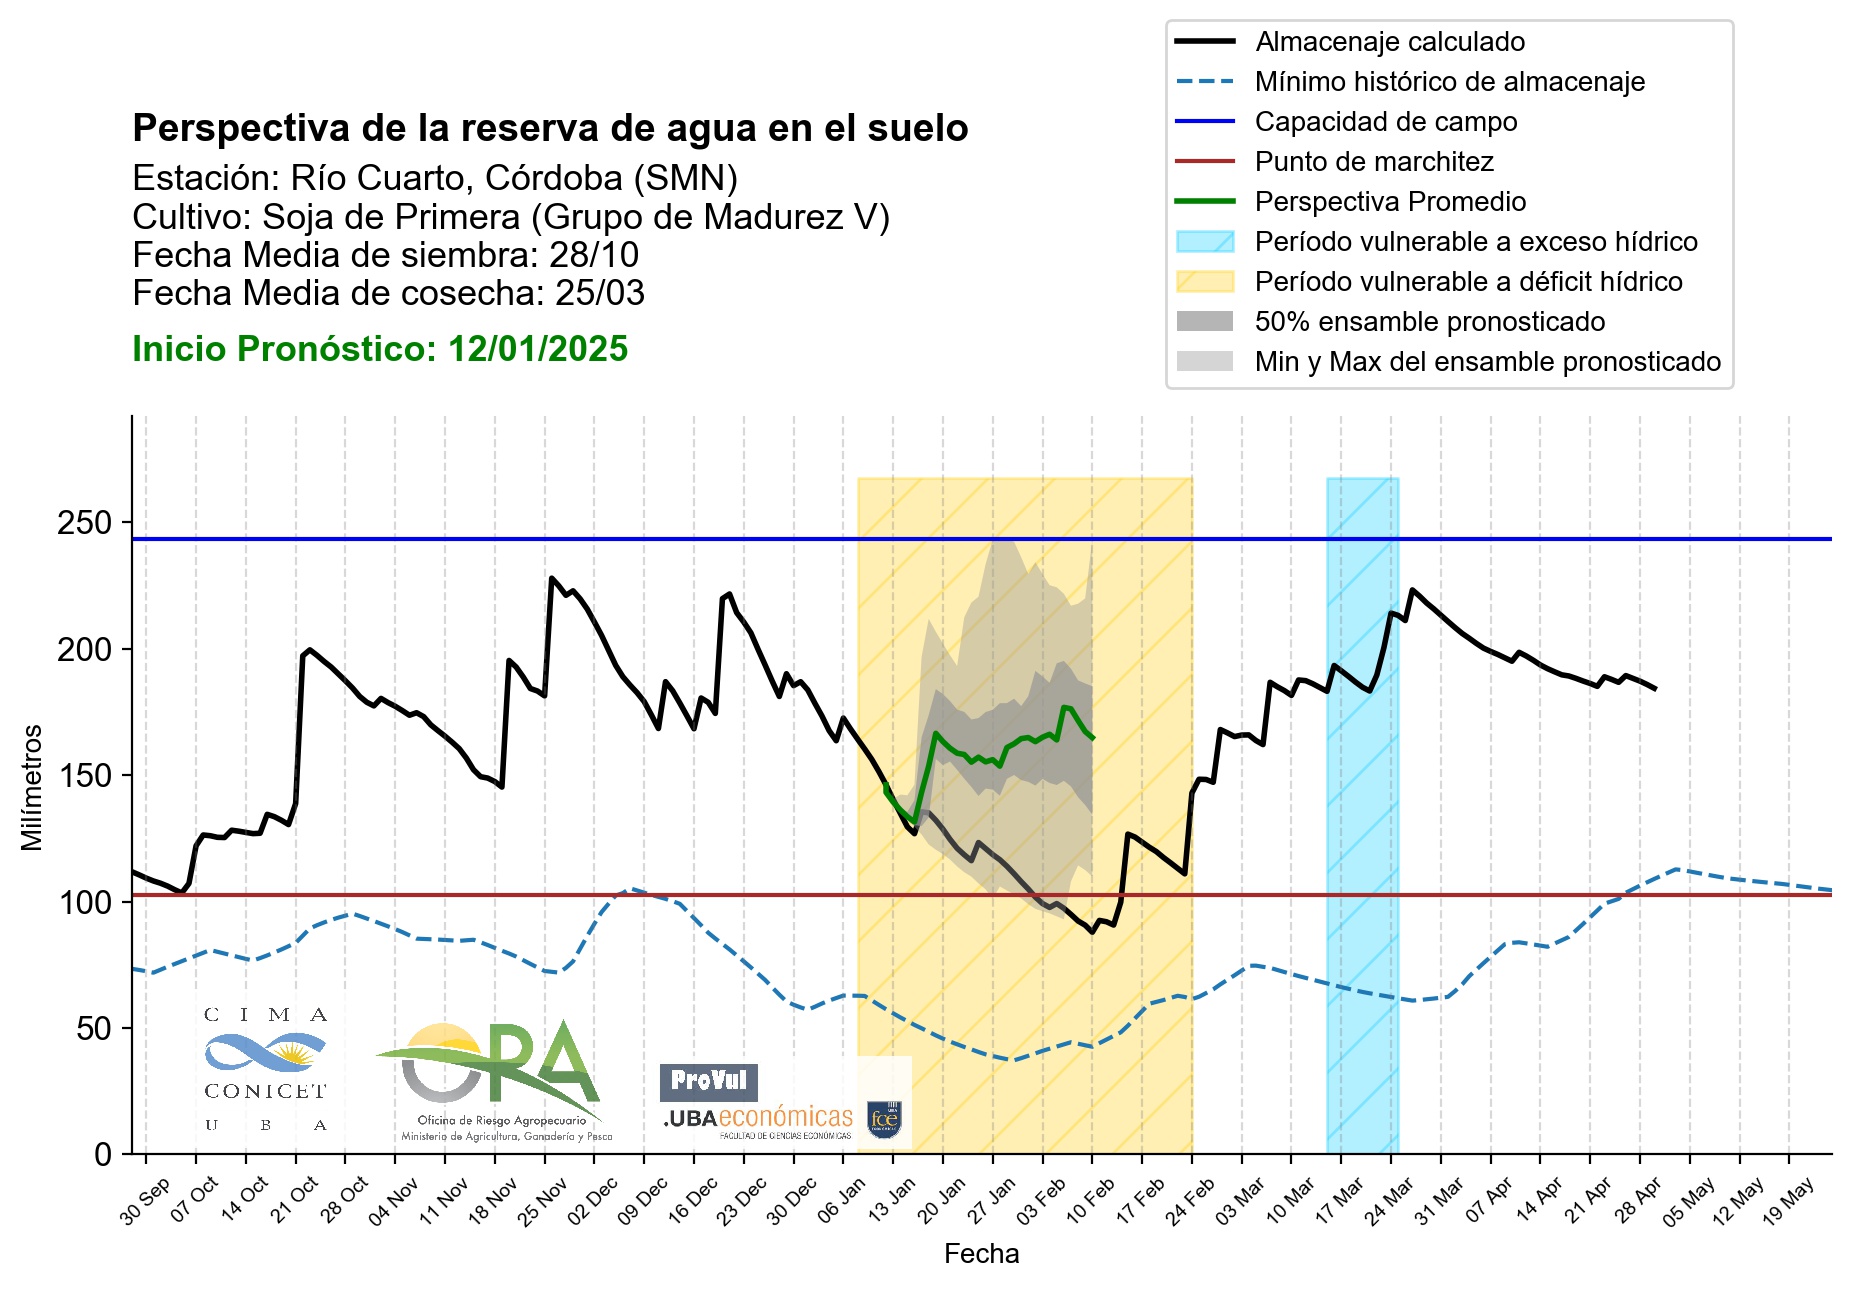 Almacenaje calculado
Mínimo histórico de almacenaje
Capacidad de campo
Punto de marchitez
Perspectiva Promedio
Período vulnerable a exceso hídrico
Período vulnerable a déficit hídrico
50% ensamble pronosticado
Min y Max del ensamble pronosticado
Perspectiva de la reserva de agua en el suelo
Estación: Río Cuarto, Córdoba (SMN)
Cultivo: Soja de Primera (Grupo de Madurez V)
Fecha Media de siembra: 28/10
Fecha Media de cosecha: 25/03
Inicio Pronóstico: 12/01/2025
Milímetros
250
200
150
100
50
0
CIMA
CONICET
UBA
ORA
Oficina de Riesgo Agropecuario
Ministerio de Agricultura, Ganadería y Pesca
ProVul
.UBAeconómicas
FACULTAD DE CIENCIAS ECONÓMICAS
UBA
fce
30 Sep
07 Oct
14 Oct
21 Oct
28 Oct
04 Nov
11 Nov
18 Nov
25 Nov
02 Dec
09 Dec
16 Dec
23 Dec
30 Dec
06 Jan
13 Jan
20 Jan
27 Jan
03 Feb
10 Feb
17 Feb
24 Feb
03 Mar
10 Mar
17 Mar
24 Mar
31 Mar
07 Apr
14 Apr
21 Apr
28 Apr
05 May
12 May
19 May
Fecha